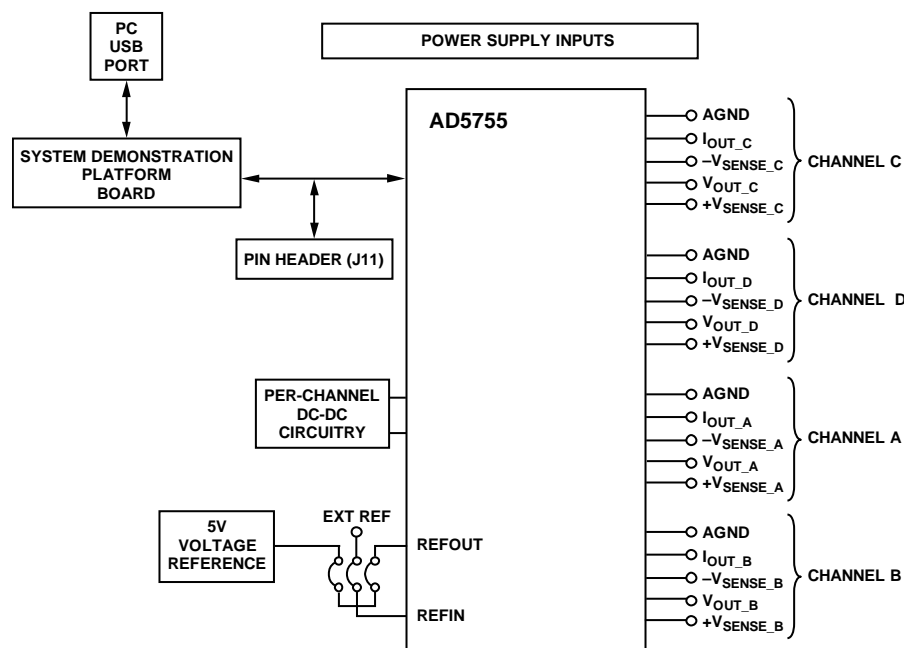 PC
USB
PORT
POWER SUPPLY INPUTS
SYSTEM DEMONSTRATION
PLATFORM
BOARD
PIN HEADER (J11)
AD5755
AGND
IOUT_C
–VSENSE_C
VOUT_C
+VSENSE_C
CHANNEL C
AGND
IOUT_D
–VSENSE_D
VOUT_D
+VSENSE_D
CHANNEL D
PER-CHANNEL
DC-DC
CIRCUITRY
AGND
IOUT_A
–VSENSE_A
VOUT_A
+VSENSE_A
CHANNEL A
5V
VOLTAGE
REFERENCE
EXT REF
REFOUT
REFIN
AGND
IOUT_B
–VSENSE_B
VOUT_B
+VSENSE_B
CHANNEL B